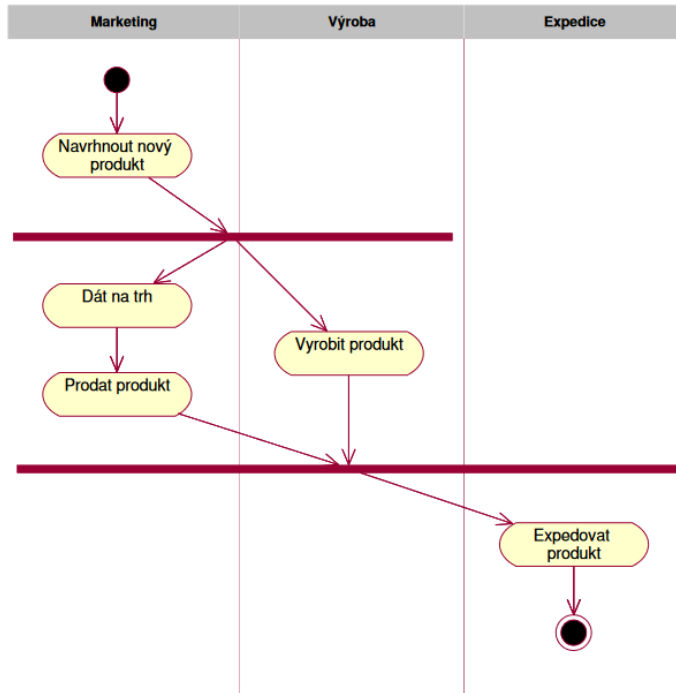 Marketing
Výroba
Expedice
Navrhnout nový
produkt
Dát na trh
Vyrobit produkt
Prodat produkt
Expedovat
produkt